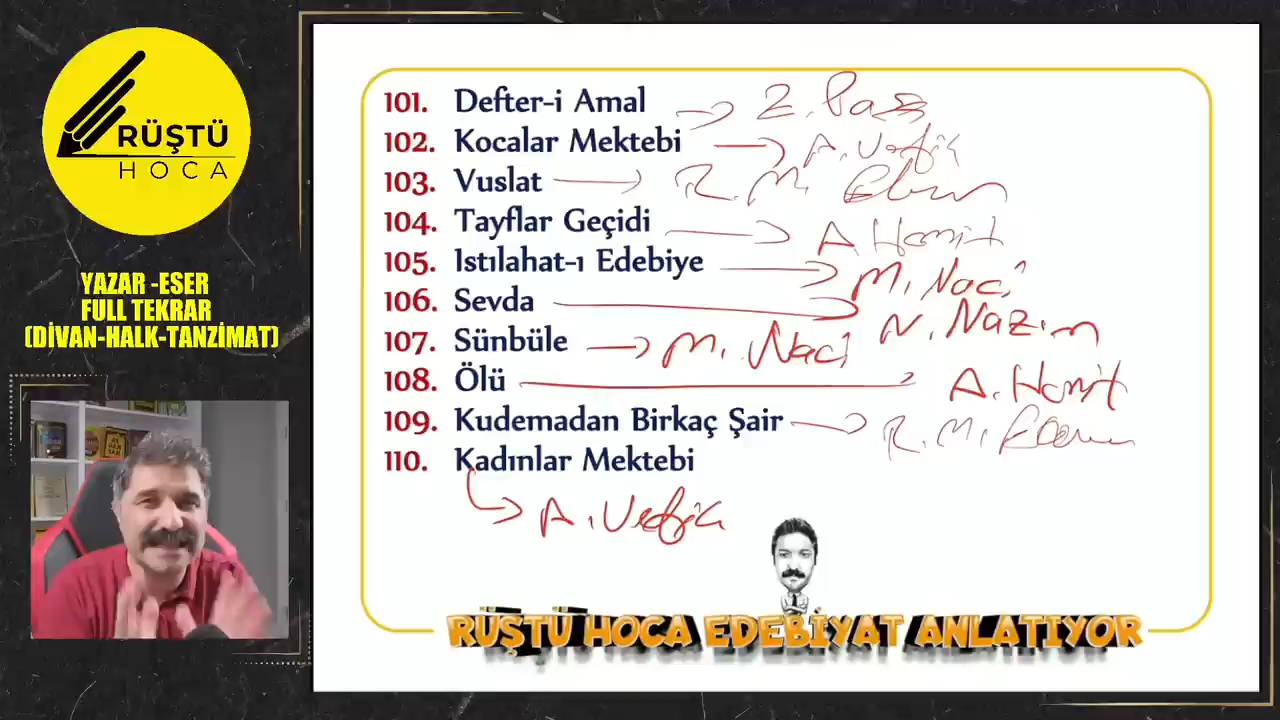 RÜŞTÜ
HOCA
YAZAR -ESER
FULL TEKRAR
(DİVAN-HALK-TANZİMAT)
101. Defter-i Amal → Z. Paşa
102. Kocalar Mektebi → A. Vefik
103. Vuslat → R. M. Ekrem
104. Tayflar Geçidi → A. Hamit
105. Istılahat-ı Edebiye → M. Naci
106. Sevda → N. Nazım
107. Sünbüle → M. Naci
108. Ölü → A. Hamit
109. Kudemadan Birkaç Şair → R. M. Ekrem
110. Kadınlar Mektebi
→ A. Vefik
RÜŞTÜ HOCA EDEBİYAT ANLATIYOR